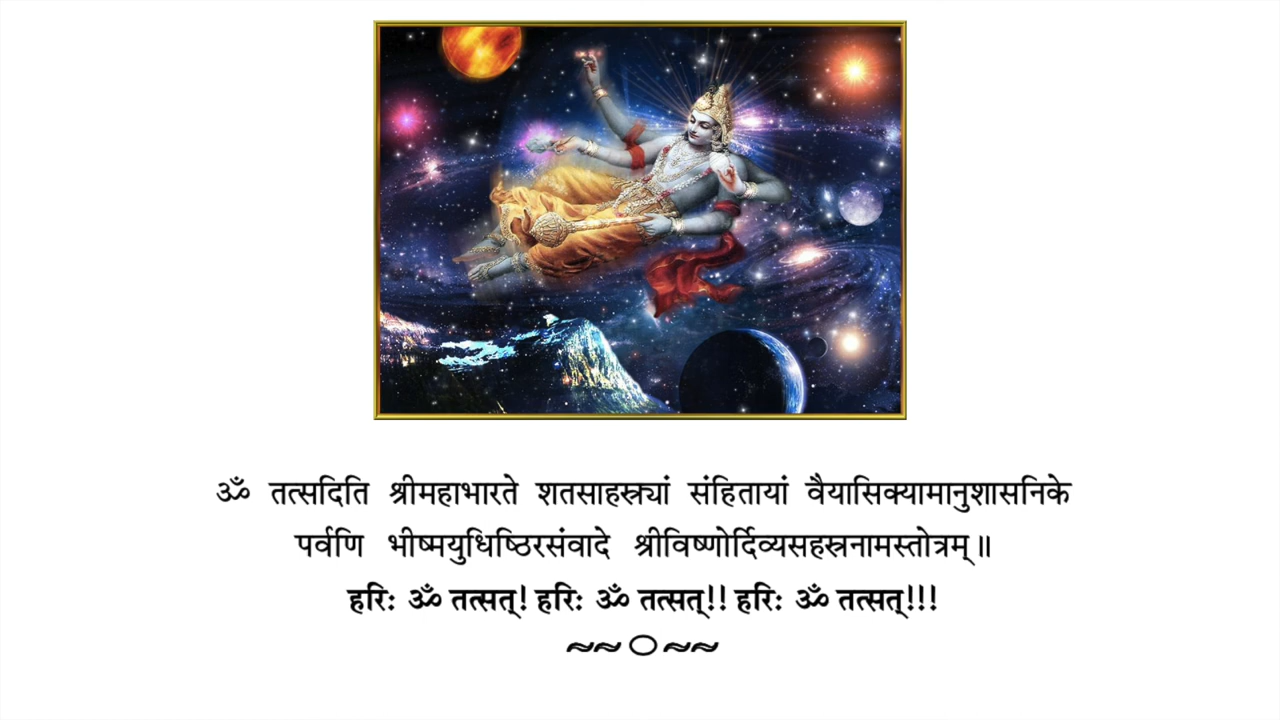 ॐ तत्सदिति श्रीमहाभारते शतसाहस्र्यां संहितायां वैयासिक्यामानुशासनिके
पर्वणि भीष्मयुधिष्ठिरसंवादे श्रीविष्णोर्दिव्यसहस्रनामस्तोत्रम्॥
हरिः ॐ तत्सत्! हरिः ॐ तत्सत्!! हरिः ॐ तत्सत्!!!